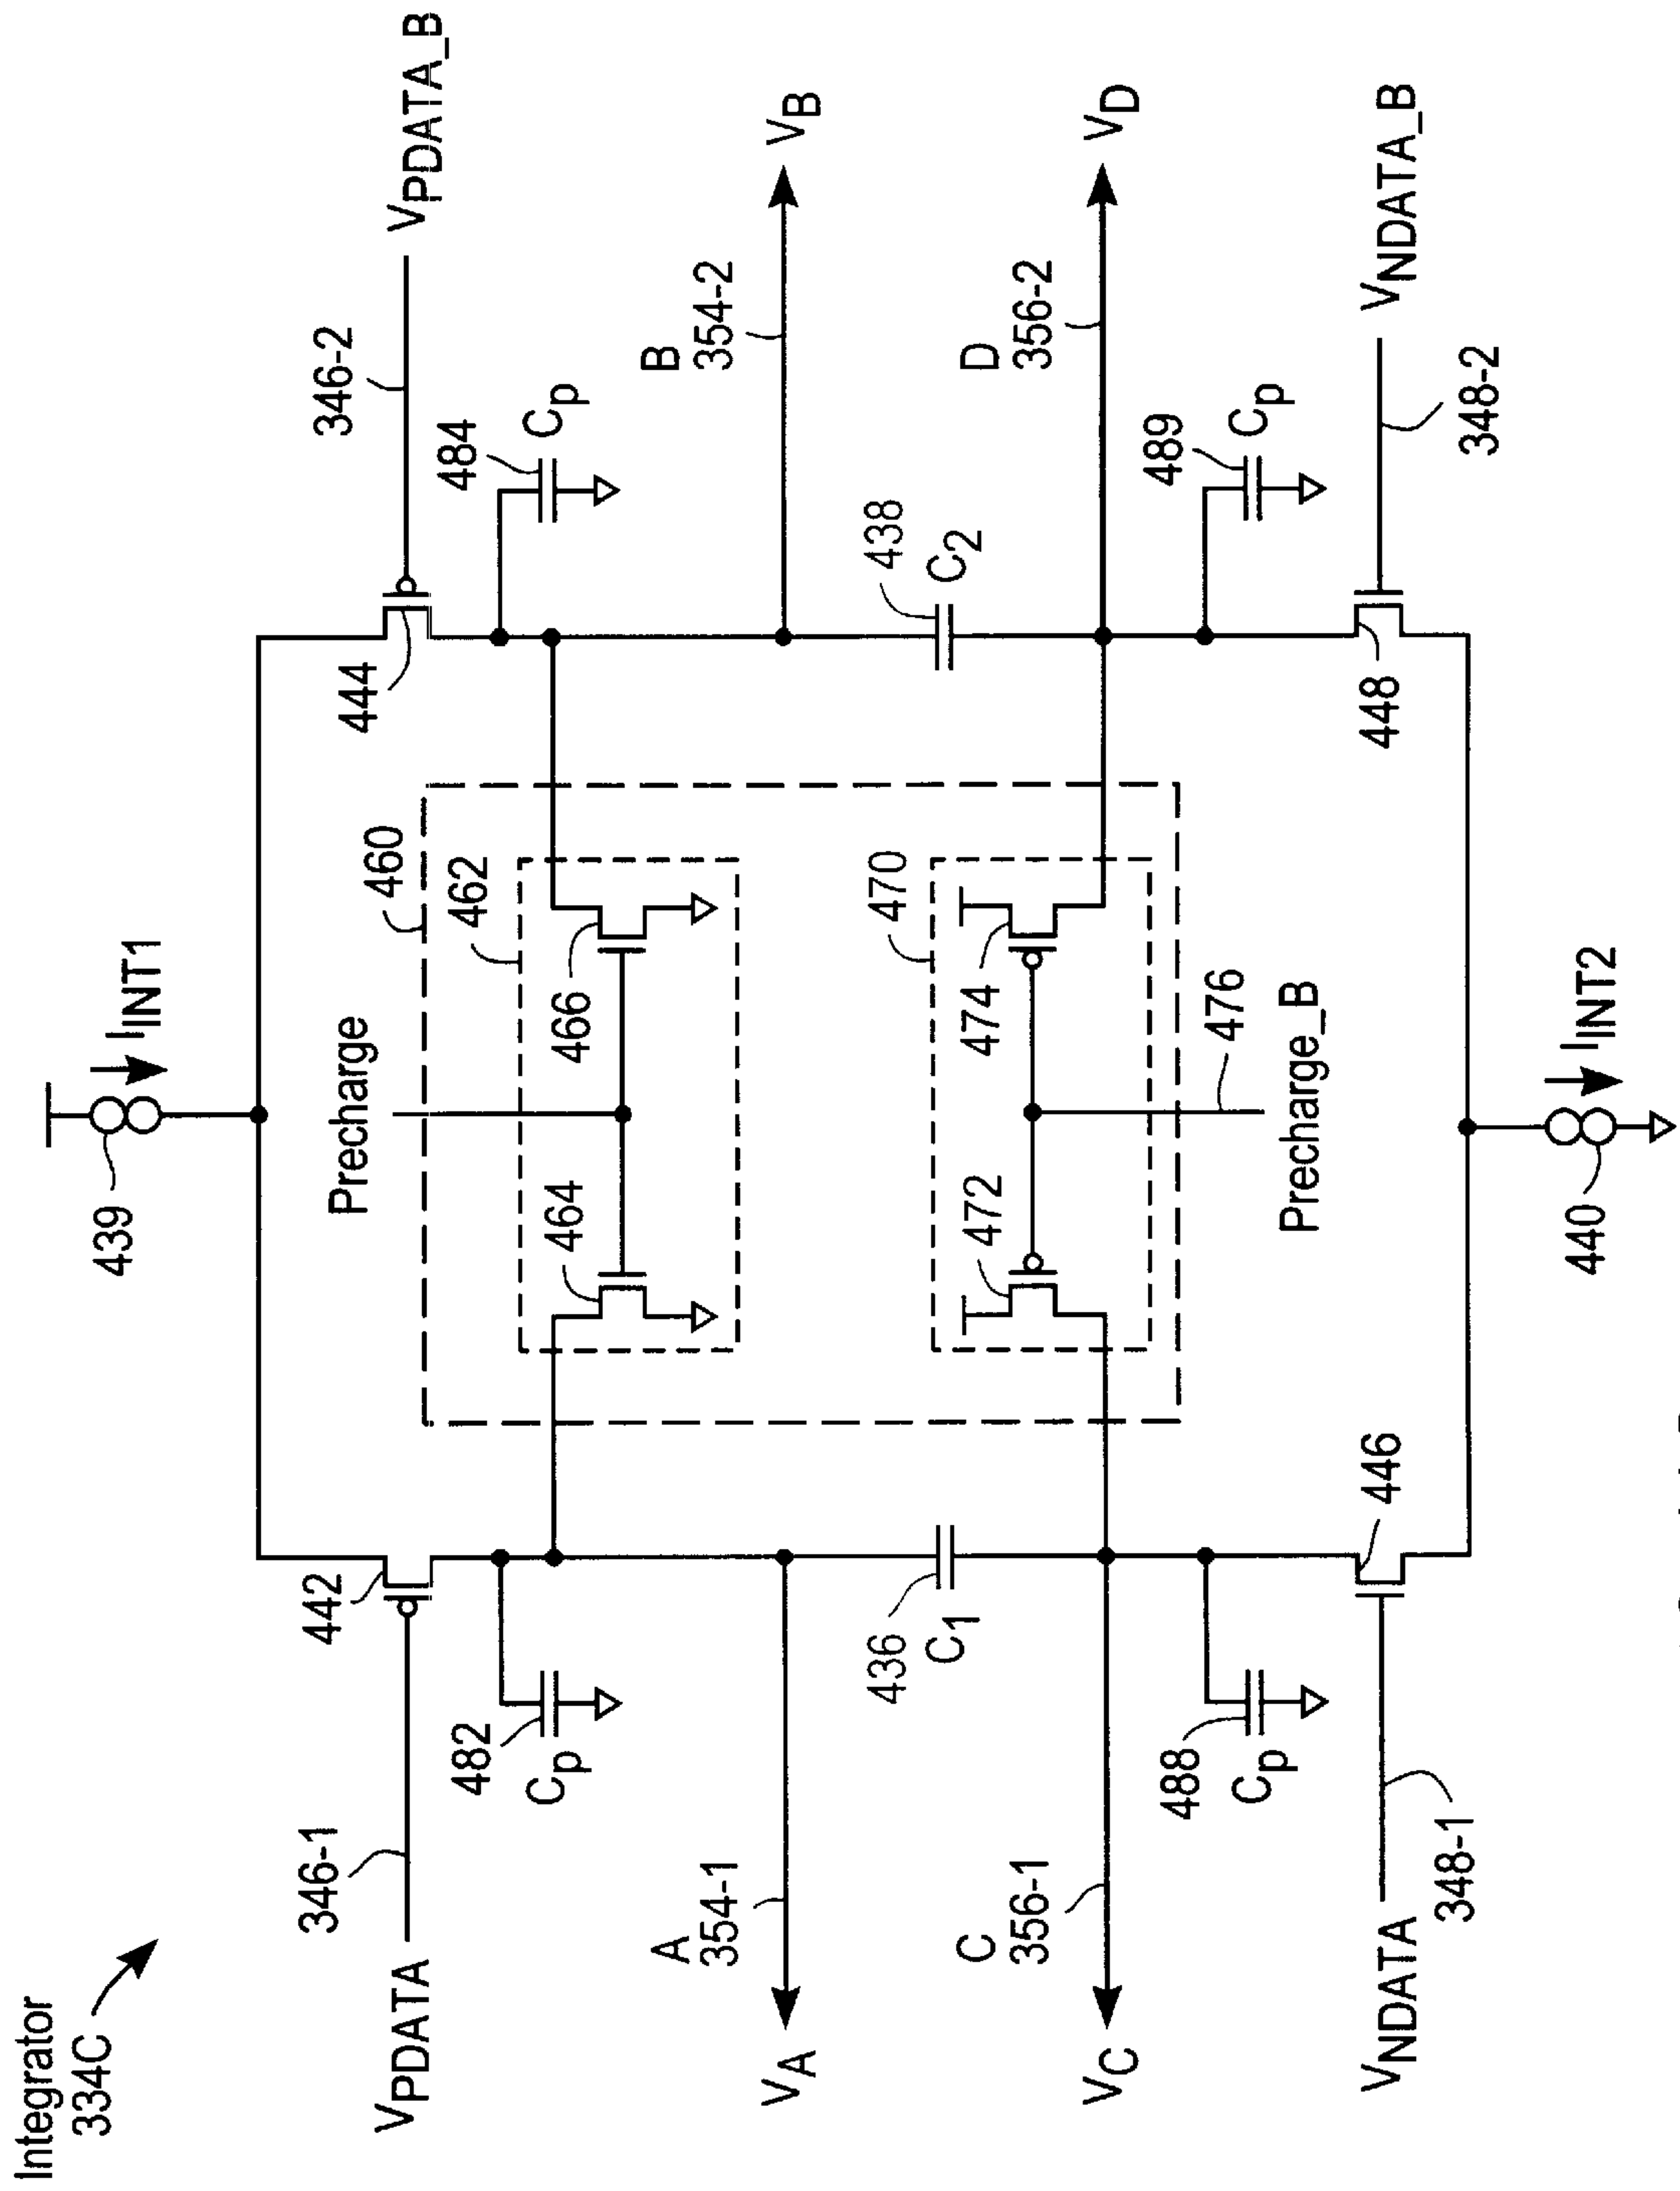 Integrator
334C
439
IINT1
VPDATA
346-1
442
444
346-2
VPDATA_B
482
Cp
Precharge
460
462
464
466
484
Cp
A
354-1
VA
B
354-2
VB
436
C1
438
C2
470
472
474
C
356-1
VC
D
356-2
VD
476
Precharge_B
488
Cp
489
Cp
VNDATA
348-1
446
448
348-2
VNDATA_B
440
IINT2